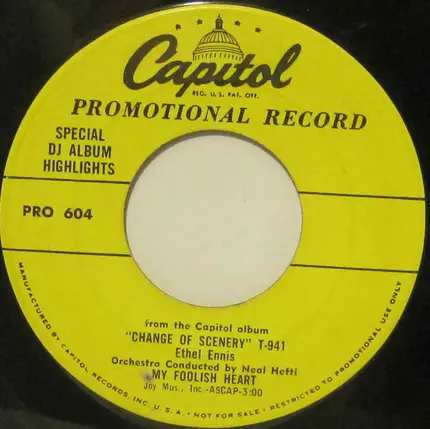 Capitol
REG. U.S. PAT. OFF.
PROMOTIONAL RECORD
SPECIAL
DJ ALBUM
HIGHLIGHTS
PRO 604
from the Capitol album
"CHANGE OF SCENERY" T-941
Ethel Ennis
Orchestra Conducted by Neal Hefti
MY FOOLISH HEART
Joy Mus., Inc.-ASCAP-3:00
MANUFACTURED BY CAPITOL RECORDS, INC. U.S.A. • NOT FOR SALE • RESTRICTED TO PROMOTIONAL USE ONLY